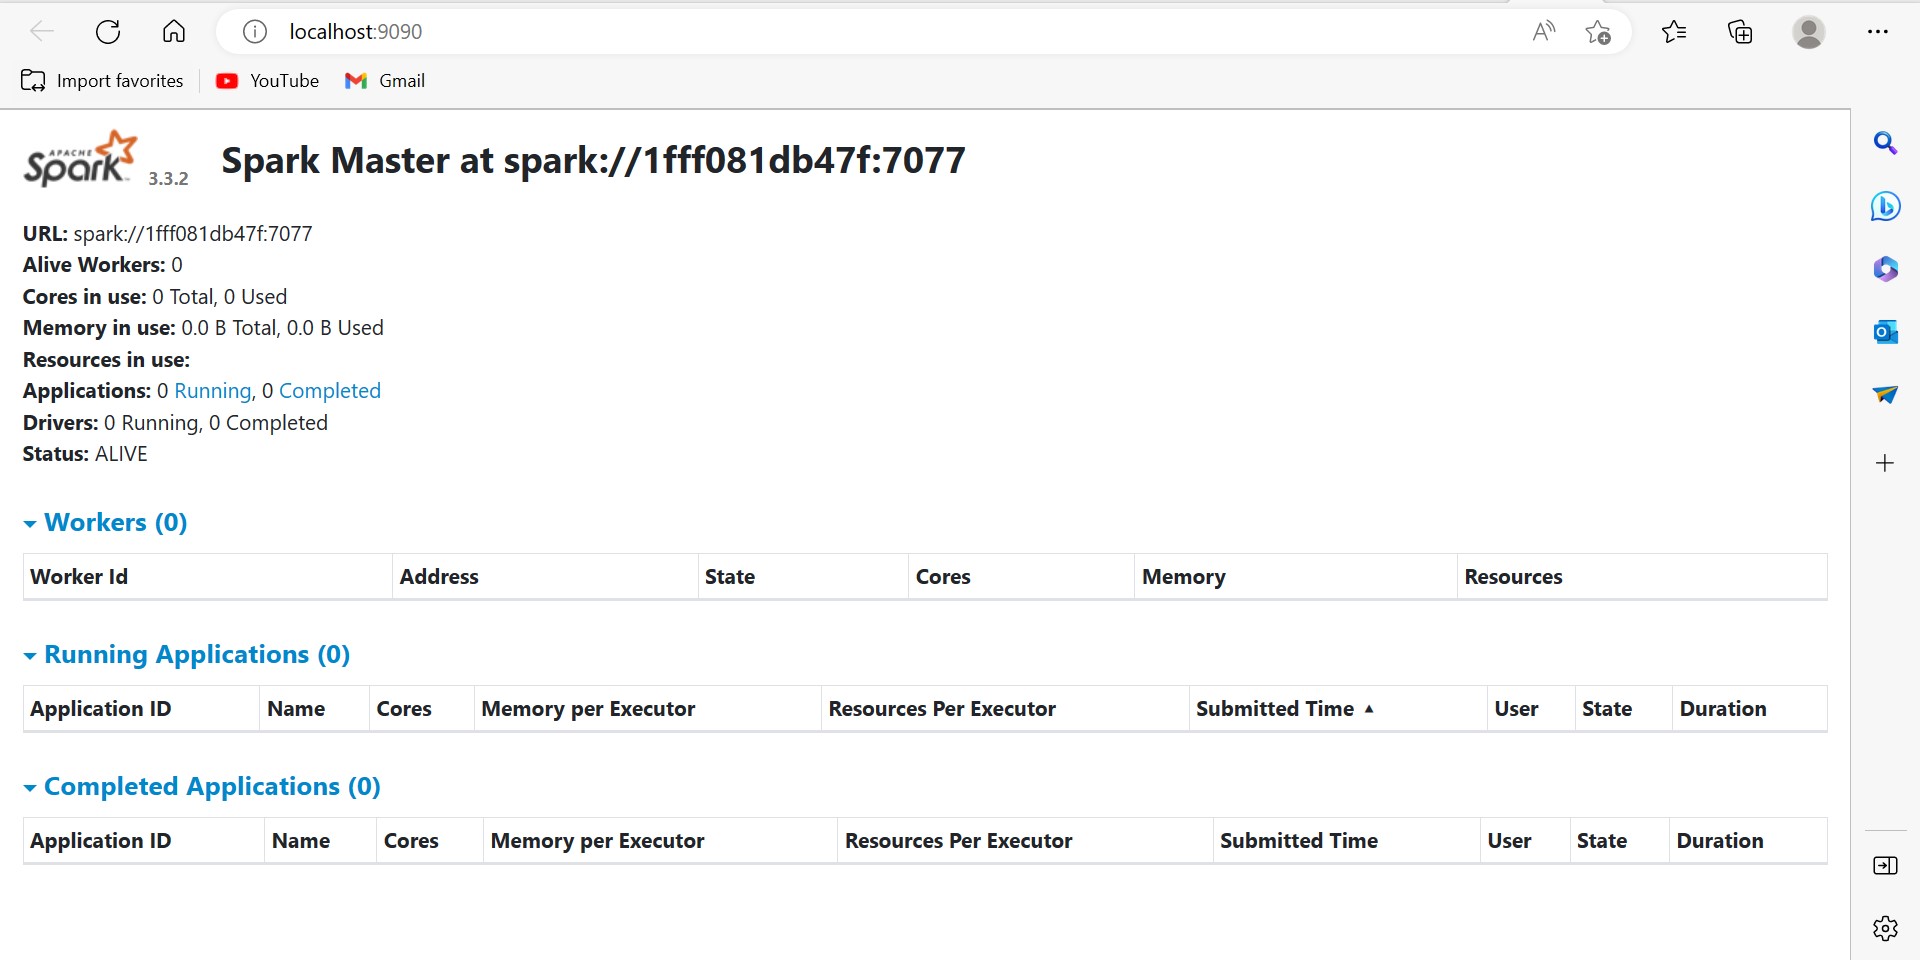 localhost:9090
Import favorites YouTube Gmail
APACHE Spark™ 3.3.2 Spark Master at spark://1fff081db47f:7077
URL: spark://1fff081db47f:7077
Alive Workers: 0
Cores in use: 0 Total, 0 Used
Memory in use: 0.0 B Total, 0.0 B Used
Resources in use:
Applications: 0 Running, 0 Completed
Drivers: 0 Running, 0 Completed
Status: ALIVE
Workers (0)
Worker Id Address State Cores Memory Resources
Running Applications (0)
Application ID Name Cores Memory per Executor Resources Per Executor Submitted Time ▲ User State Duration
Completed Applications (0)
Application ID Name Cores Memory per Executor Resources Per Executor Submitted Time User State Duration